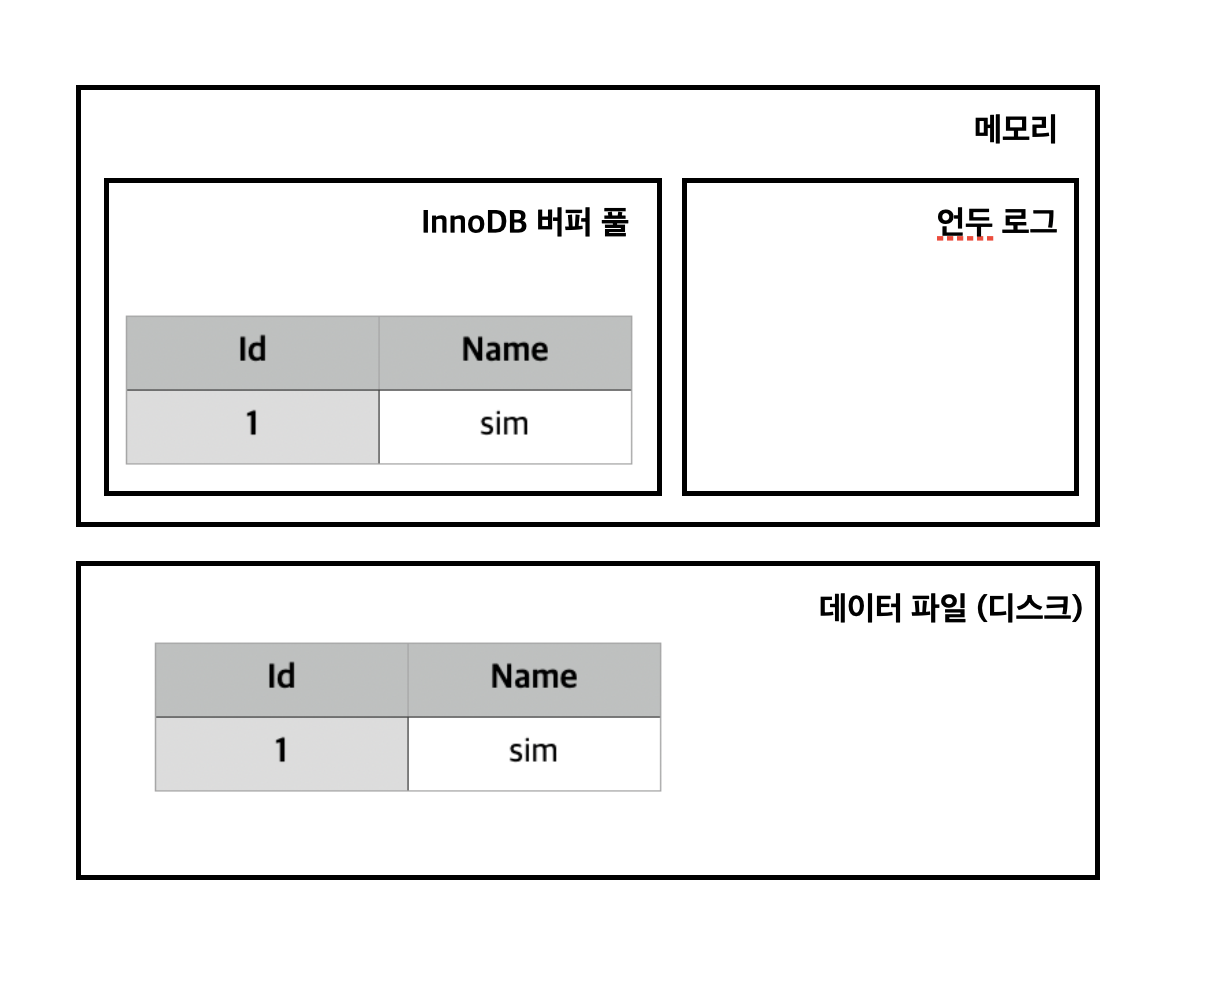 메모리
InnoDB 버퍼 풀
언두 로그
Id Name
1 sim
데이터 파일 (디스크)
Id Name
1 sim